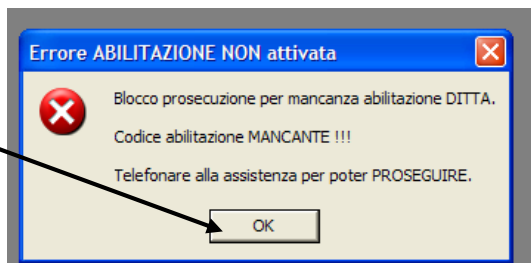 Errore ABILITAZIONE NON attivata
Blocco prosecuzione per mancanza abilitazione DITTA.
Codice abilitazione MANCANTE !!!
Telefonare alla assistenza per poter PROSEGUIRE.
OK